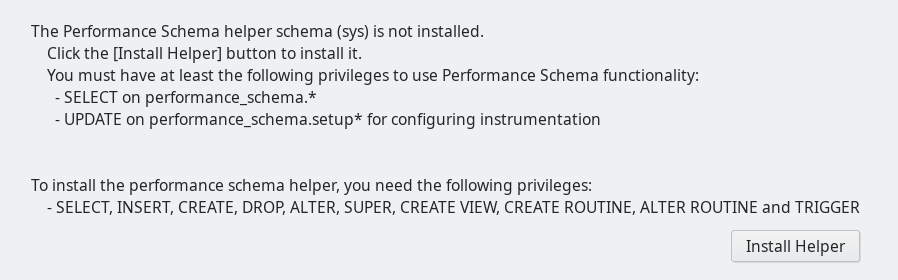 The Performance Schema helper schema (sys) is not installed.
Click the [Install Helper] button to install it.
You must have at least the following privileges to use Performance Schema functionality:
- SELECT on performance_schema.*
- UPDATE on performance_schema.setup* for configuring instrumentation
To install the performance schema helper, you need the following privileges:
- SELECT, INSERT, CREATE, DROP, ALTER, SUPER, CREATE VIEW, CREATE ROUTINE, ALTER ROUTINE and TRIGGER
Install Helper